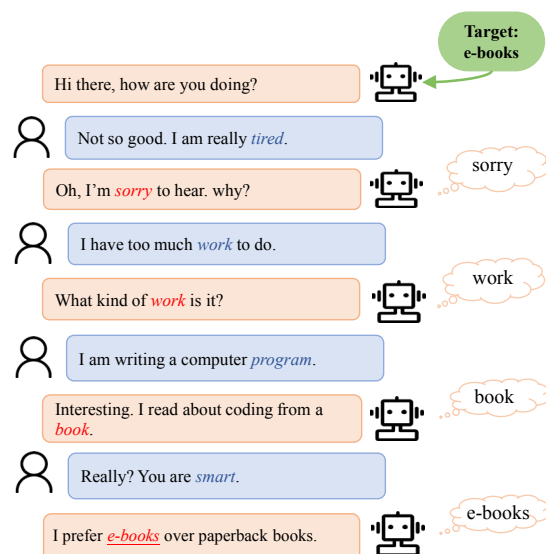 Target:
e-books
Hi there, how are you doing?
Not so good. I am really tired.
sorry
Oh, I'm sorry to hear. why?
I have too much work to do.
work
What kind of work is it?
I am writing a computer program.
book
Interesting. I read about coding from a
book.
Really? You are smart.
e-books
I prefer e-books over paperback books.